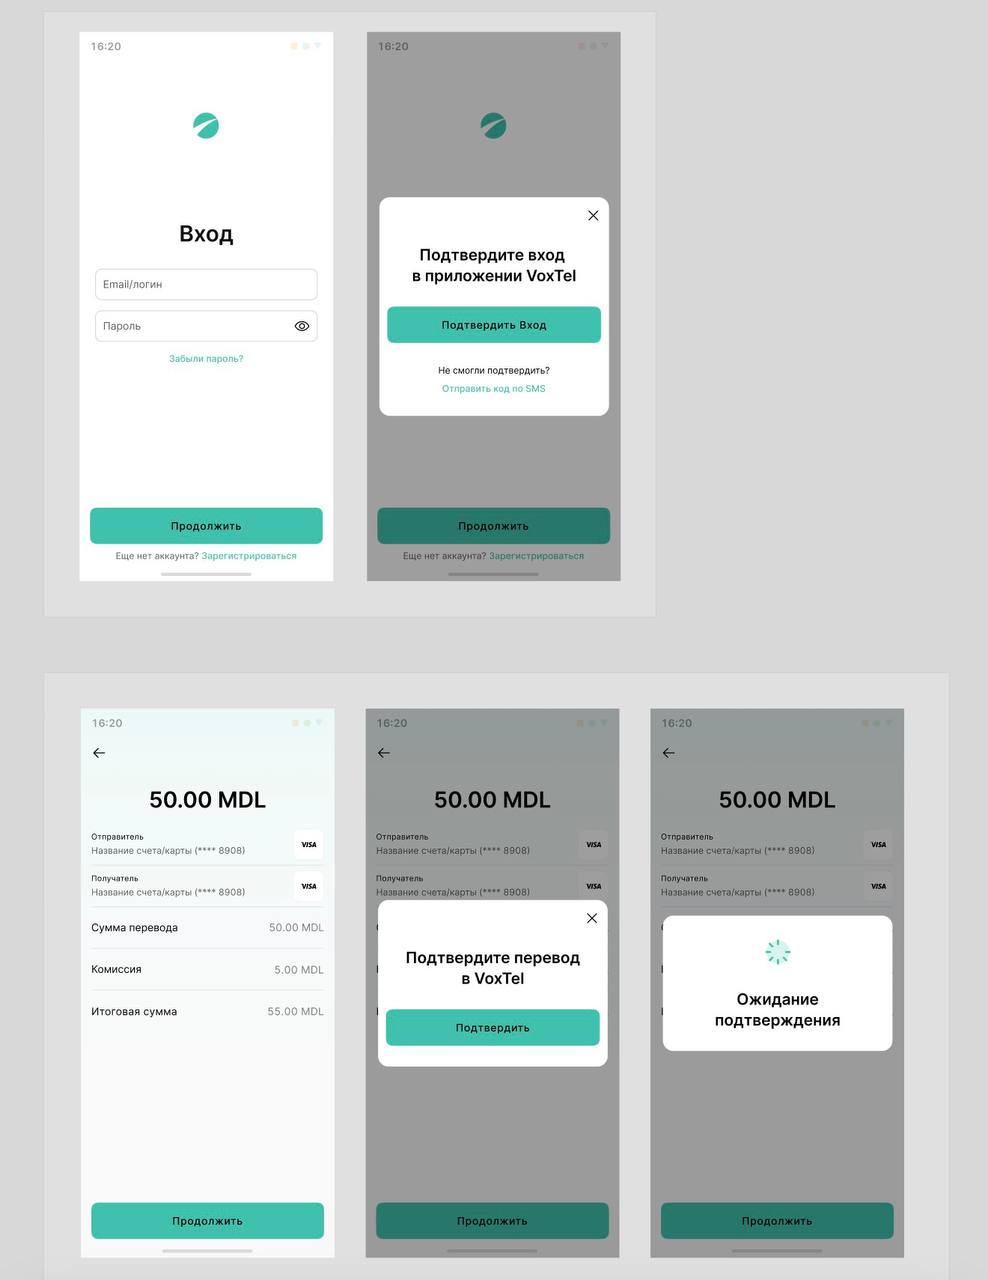 16:20
Вход
Email/логин
Пароль
Забыли пароль?
Продолжить
Еще нет аккаунта? Зарегистрироваться
16:20
Подтвердите вход
в приложении VoxTel
Подтвердить Вход
Не смогли подтвердить?
Отправить код по SMS
Продолжить
Еще нет аккаунта? Зарегистрироваться
16:20
50.00 MDL
Отправитель
Название счета/карты (**** 8908)
VISA
Получатель
Название счета/карты (**** 8908)
VISA
Сумма перевода 50.00 MDL
Комиссия 5.00 MDL
Итоговая сумма 55.00 MDL
Продолжить
16:20
50.00 MDL
Отправитель
Название счета/карты (**** 8908)
VISA
Получатель
Название счета/карты (**** 8908)
VISA
Подтвердите перевод
в VoxTel
Подтвердить
Продолжить
16:20
50.00 MDL
Отправитель
Название счета/карты (**** 8908)
VISA
Получатель
Название счета/карты (**** 8908)
VISA
Ожидание
подтверждения
Продолжить